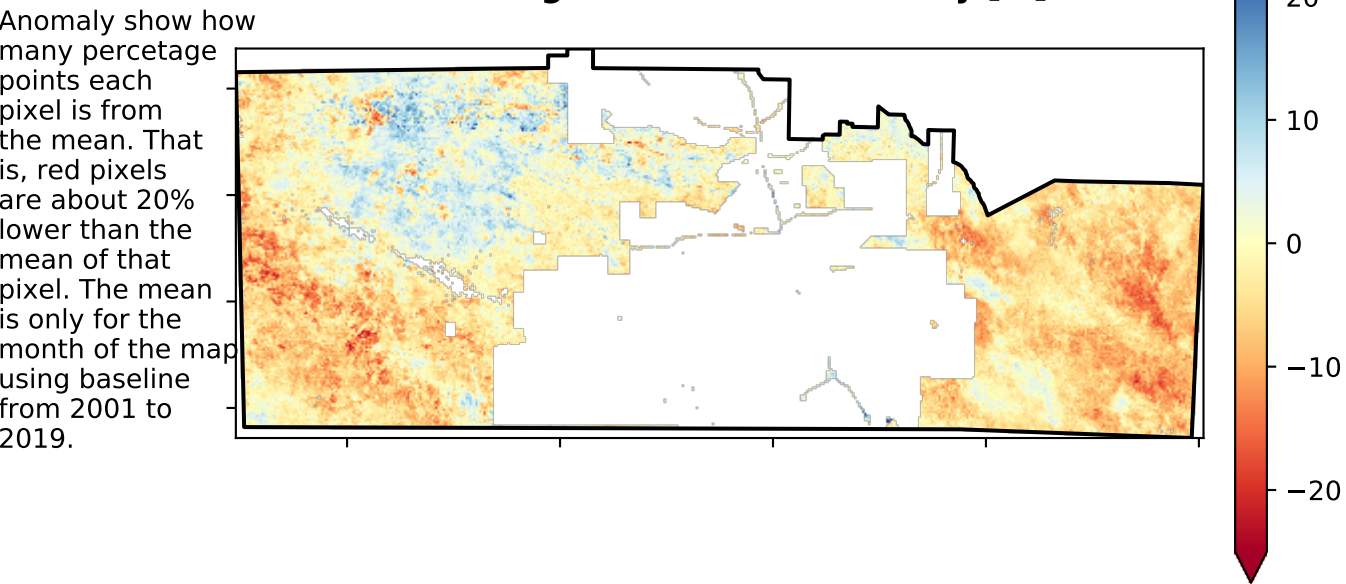 Anomaly show how
many percetage
points each
pixel is from
the mean. That
is, red pixels
are about 20%
lower than the
mean of that
pixel. The mean
is only for the
month of the map
using baseline
from 2001 to
2019.
20
10
0
−10
−20